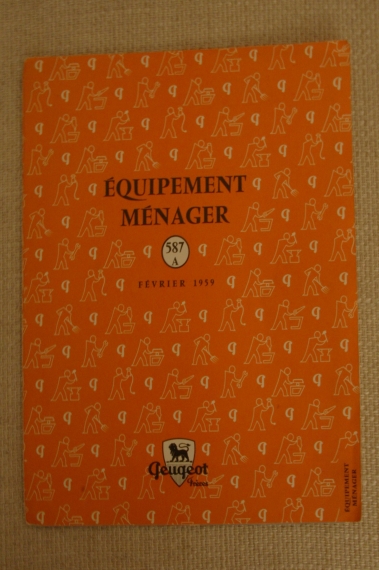 ÉQUIPEMENT
MÉNAGER
587
A
FÉVRIER 1959
Peugeot
Frères
ÉQUIPEMENT
MÉNAGER